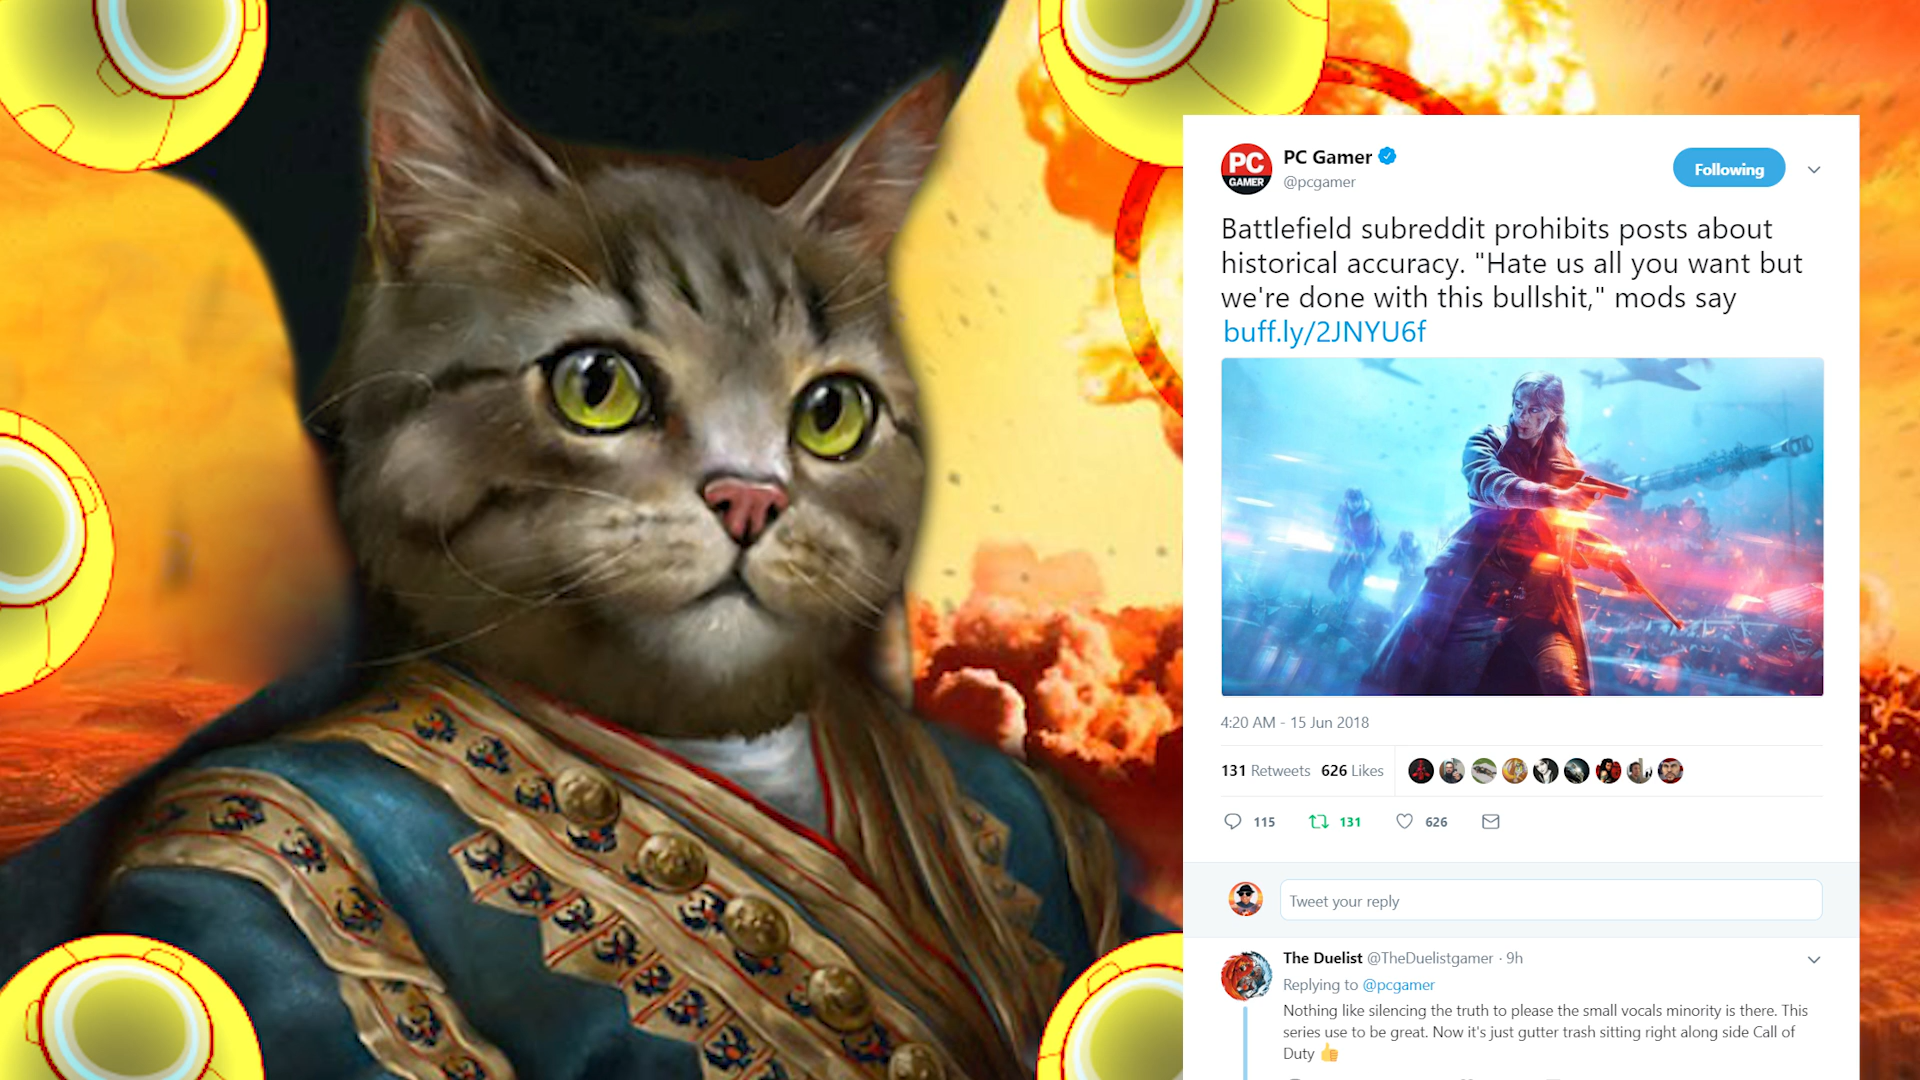 PC
GAMER
PC Gamer
@pcgamer
Following
Battlefield subreddit prohibits posts about
historical accuracy. "Hate us all you want but
we're done with this bullshit," mods say
buff.ly/2JNYU6f
4:20 AM - 15 Jun 2018
131 Retweets 626 Likes
115 131 626
Tweet your reply
The Duelist @TheDuelistgamer · 9h
Replying to @pcgamer
Nothing like silencing the truth to please the small vocals minority is there. This
series use to be great. Now it's just gutter trash sitting right along side Call of
Duty 👍